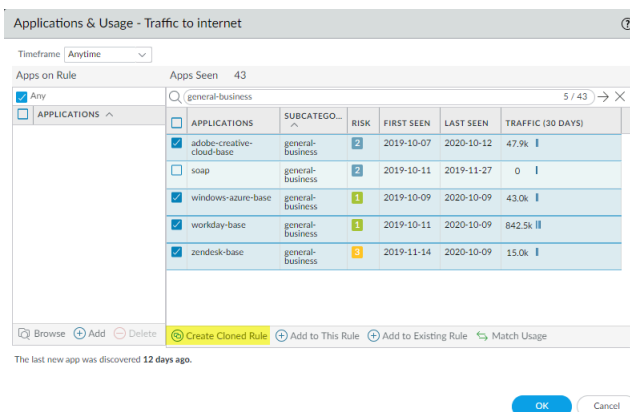 Applications & Usage - Traffic to internet
Timeframe Anytime
Apps on Rule Apps Seen 43
Any
general-business 5 / 43
APPLICATIONS
APPLICATIONS SUBCATEGO... RISK FIRST SEEN LAST SEEN TRAFFIC (30 DAYS)
adobe-creative-cloud-base general-business 2 2019-10-07 2020-10-12 47.9k
soap general-business 2 2019-10-11 2019-11-27 0
windows-azure-base general-business 1 2019-10-09 2020-10-09 43.0k
workday-base general-business 1 2019-10-11 2020-10-09 842.5k
zendesk-base general-business 3 2019-11-14 2020-10-09 15.0k
Browse Add Delete Create Cloned Rule Add to This Rule Add to Existing Rule Match Usage
The last new app was discovered 12 days ago.
OK Cancel